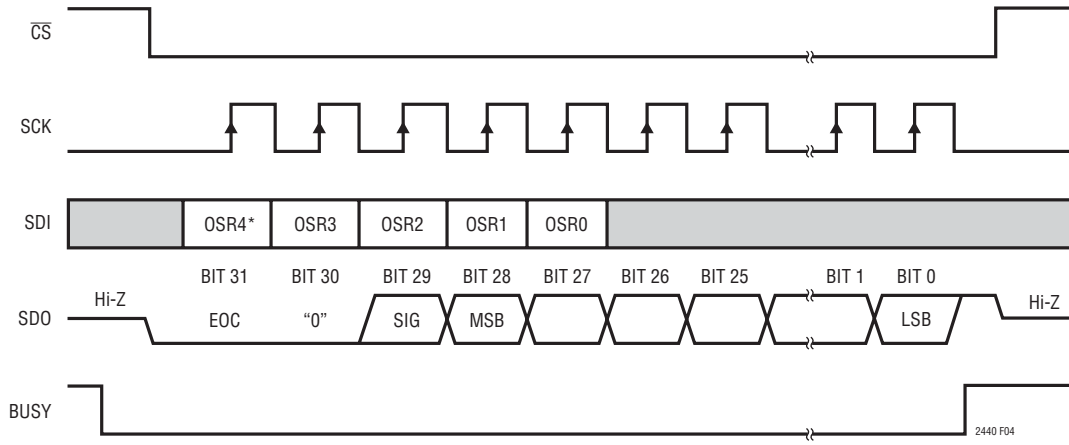 CS
SCK
SDI
OSR4* OSR3 OSR2 OSR1 OSR0
BIT 31 BIT 30 BIT 29 BIT 28 BIT 27 BIT 26 BIT 25 BIT 1 BIT 0
Hi-Z Hi-Z
SDO
EOC “0” SIG MSB LSB
BUSY
2440 F04